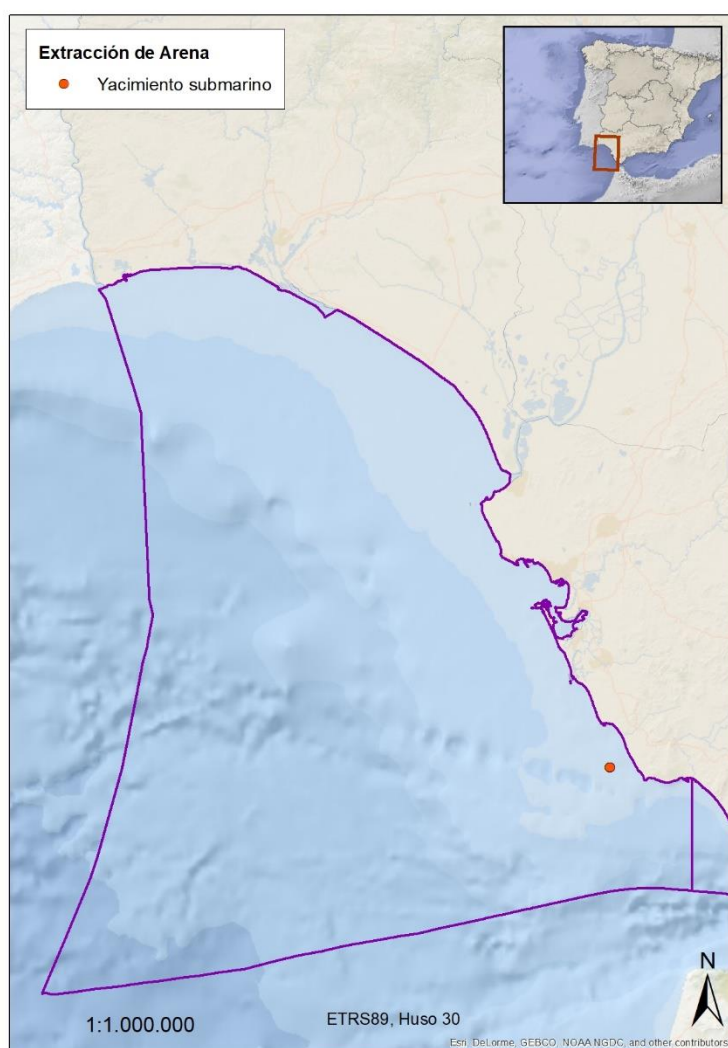 Extracción de Arena
Yacimiento submarino
N
1:1.000.000
ETRS89, Huso 30
Esri, DeLorme, GEBCO, NOAA NGDC, and other contributors